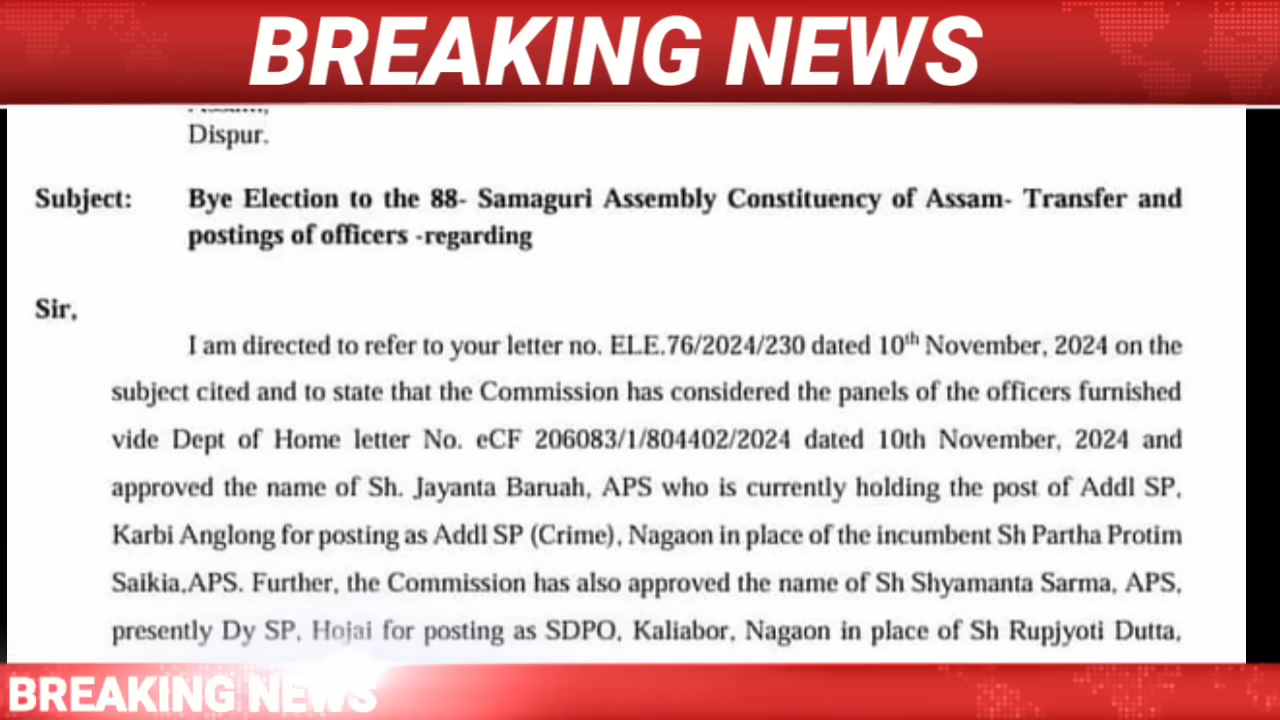 BREAKING NEWS
Dispur.
Subject: Bye Election to the 88- Samaguri Assembly Constituency of Assam- Transfer and
postings of officers -regarding
Sir,
I am directed to refer to your letter no. ELE.76/2024/230 dated 10th November, 2024 on the
subject cited and to state that the Commission has considered the panels of the officers furnished
vide Dept of Home letter No. eCF 206083/1/804402/2024 dated 10th November, 2024 and
approved the name of Sh. Jayanta Baruah, APS who is currently holding the post of Addl SP,
Karbi Anglong for posting as Addl SP (Crime), Nagaon in place of the incumbent Sh Partha Protim
Saikia,APS. Further, the Commission has also approved the name of Sh Shyamanta Sarma, APS,
presently Dy SP, Hojai for posting as SDPO, Kaliabor, Nagaon in place of Sh Rupjyoti Dutta,
BREAKING NEWS